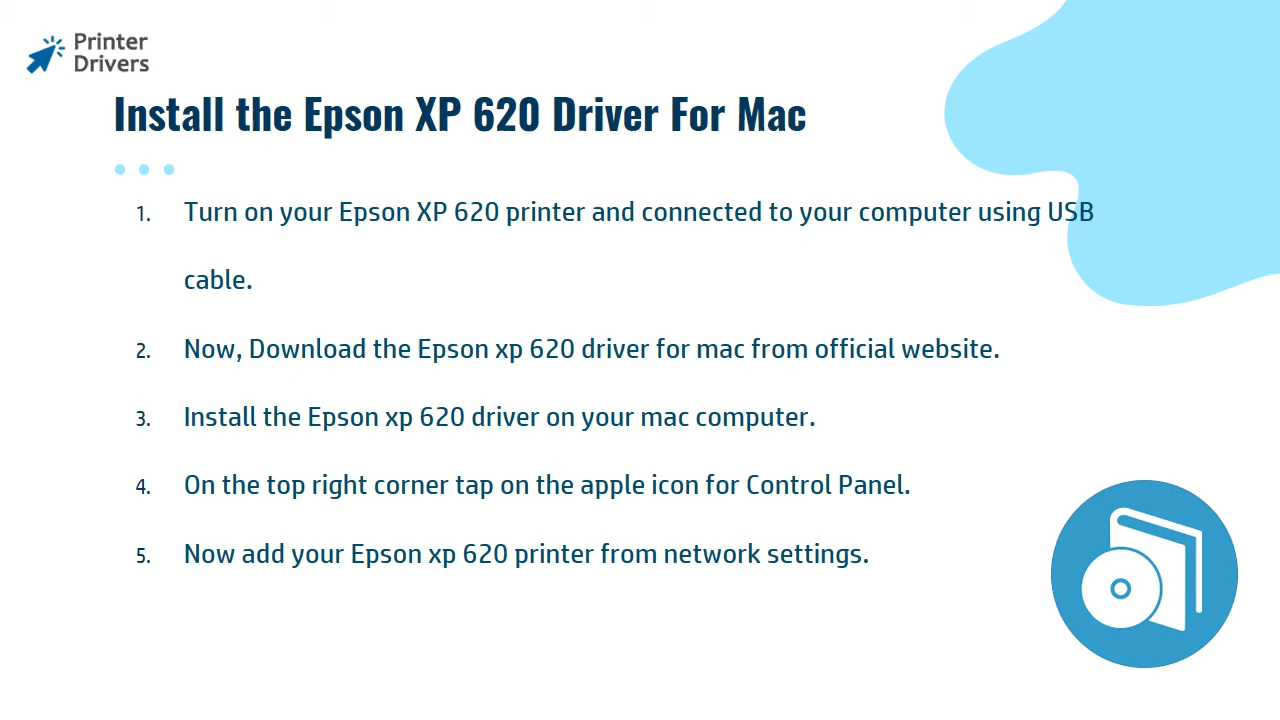 Printer
Drivers
Install the Epson XP 620 Driver For Mac
1. Turn on your Epson XP 620 printer and connected to your computer using USB
cable.
2. Now, Download the Epson xp 620 driver for mac from official website.
3. Install the Epson xp 620 driver on your mac computer.
4. On the top right corner tap on the apple icon for Control Panel.
5. Now add your Epson xp 620 printer from network settings.